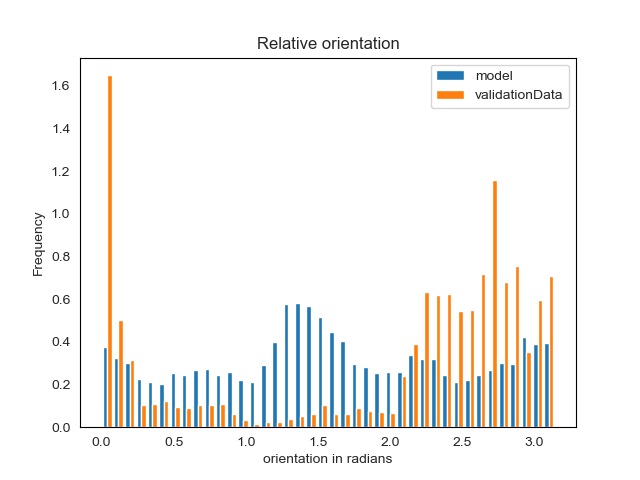 Relative orientation
model
validationData
Frequency
1.6
1.4
1.2
1.0
0.8
0.6
0.4
0.2
0.0
0.0 0.5 1.0 1.5 2.0 2.5 3.0
orientation in radians